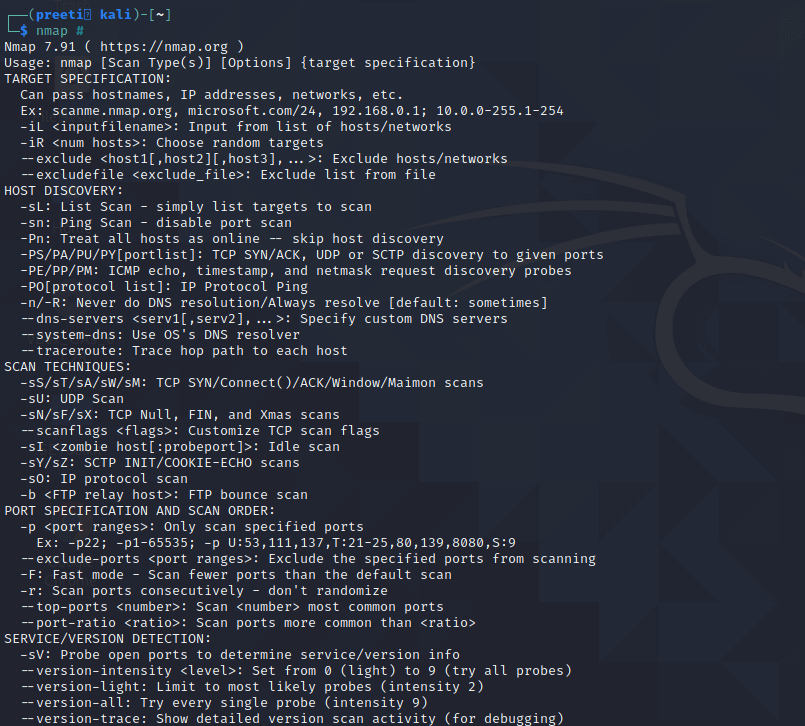 (preeti kali)-[~]
$ nmap #
Nmap 7.91 ( https://nmap.org )
Usage: nmap [Scan Type(s)] [Options] {target specification}
TARGET SPECIFICATION:
  Can pass hostnames, IP addresses, networks, etc.
  Ex: scanme.nmap.org, microsoft.com/24, 192.168.0.1; 10.0.0-255.1-254
  -iL <inputfilename>: Input from list of hosts/networks
  -iR <num hosts>: Choose random targets
  --exclude <host1[,host2][,host3],...>: Exclude hosts/networks
  --excludefile <exclude_file>: Exclude list from file
HOST DISCOVERY:
  -sL: List Scan - simply list targets to scan
  -sn: Ping Scan - disable port scan
  -Pn: Treat all hosts as online -- skip host discovery
  -PS/PA/PU/PY[portlist]: TCP SYN/ACK, UDP or SCTP discovery to given ports
  -PE/PP/PM: ICMP echo, timestamp, and netmask request discovery probes
  -PO[protocol list]: IP Protocol Ping
  -n/-R: Never do DNS resolution/Always resolve [default: sometimes]
  --dns-servers <serv1[,serv2],...>: Specify custom DNS servers
  --system-dns: Use OS's DNS resolver
  --traceroute: Trace hop path to each host
SCAN TECHNIQUES:
  -sS/sT/sA/sW/sM: TCP SYN/Connect()/ACK/Window/Maimon scans
  -sU: UDP Scan
  -sN/sF/sX: TCP Null, FIN, and Xmas scans
  --scanflags <flags>: Customize TCP scan flags
  -sI <zombie host[:probeport]>: Idle scan
  -sY/sZ: SCTP INIT/COOKIE-ECHO scans
  -sO: IP protocol scan
  -b <FTP relay host>: FTP bounce scan
PORT SPECIFICATION AND SCAN ORDER:
  -p <port ranges>: Only scan specified ports
    Ex: -p22; -p1-65535; -p U:53,111,137,T:21-25,80,139,8080,S:9
  --exclude-ports <port ranges>: Exclude the specified ports from scanning
  -F: Fast mode - Scan fewer ports than the default scan
  -r: Scan ports consecutively - don't randomize
  --top-ports <number>: Scan <number> most common ports
  --port-ratio <ratio>: Scan ports more common than <ratio>
SERVICE/VERSION DETECTION:
  -sV: Probe open ports to determine service/version info
  --version-intensity <level>: Set from 0 (light) to 9 (try all probes)
  --version-light: Limit to most likely probes (intensity 2)
  --version-all: Try every single probe (intensity 9)
  --version-trace: Show detailed version scan activity (for debugging)